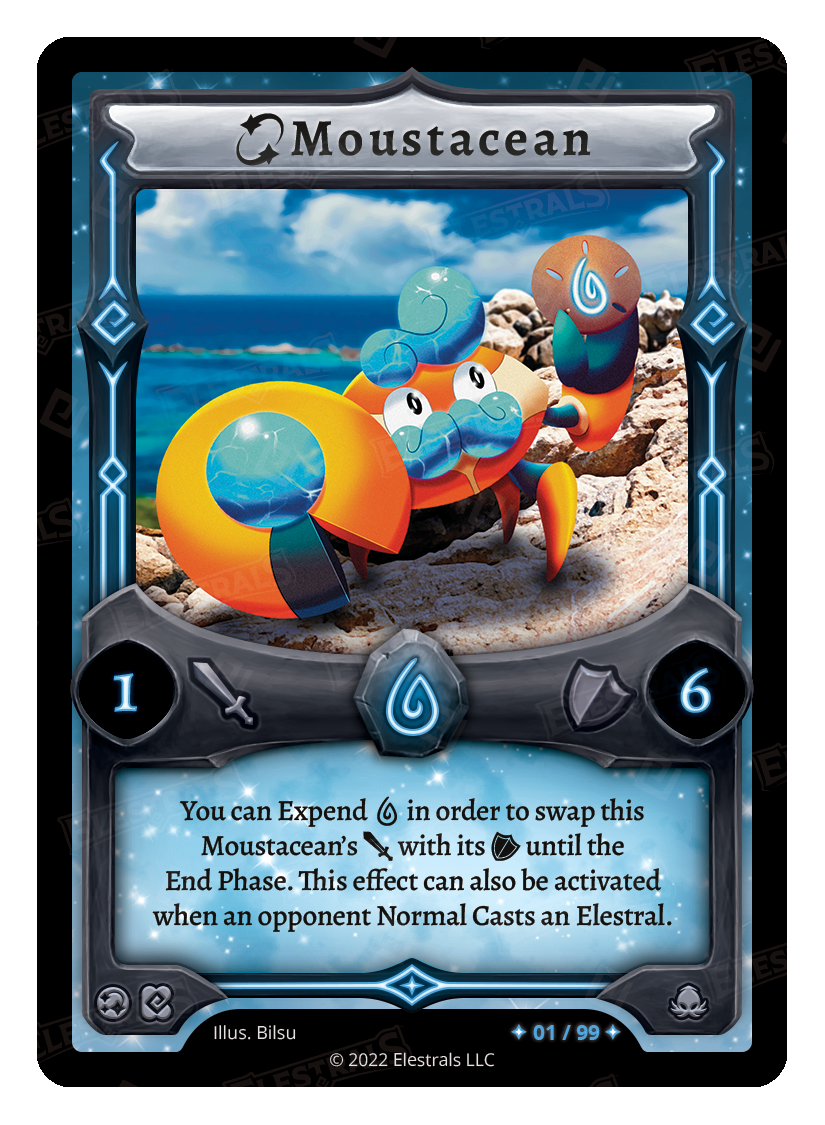 Moustacean
1
6
You can Expend in order to swap this
Moustacean's with its until the
End Phase. This effect can also be activated
when an opponent Normal Casts an Elestral.
Illus. Bilsu
01 / 99
© 2022 Elestrals LLC
ELESTRALS